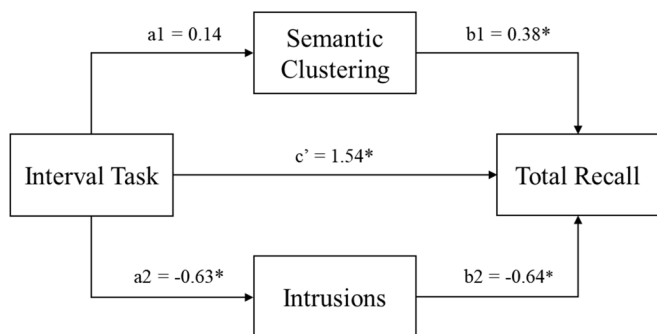 a1 = 0.14
Semantic
Clustering
b1 = 0.38*
Interval Task
c’ = 1.54*
Total Recall
a2 = -0.63*
Intrusions
b2 = -0.64*